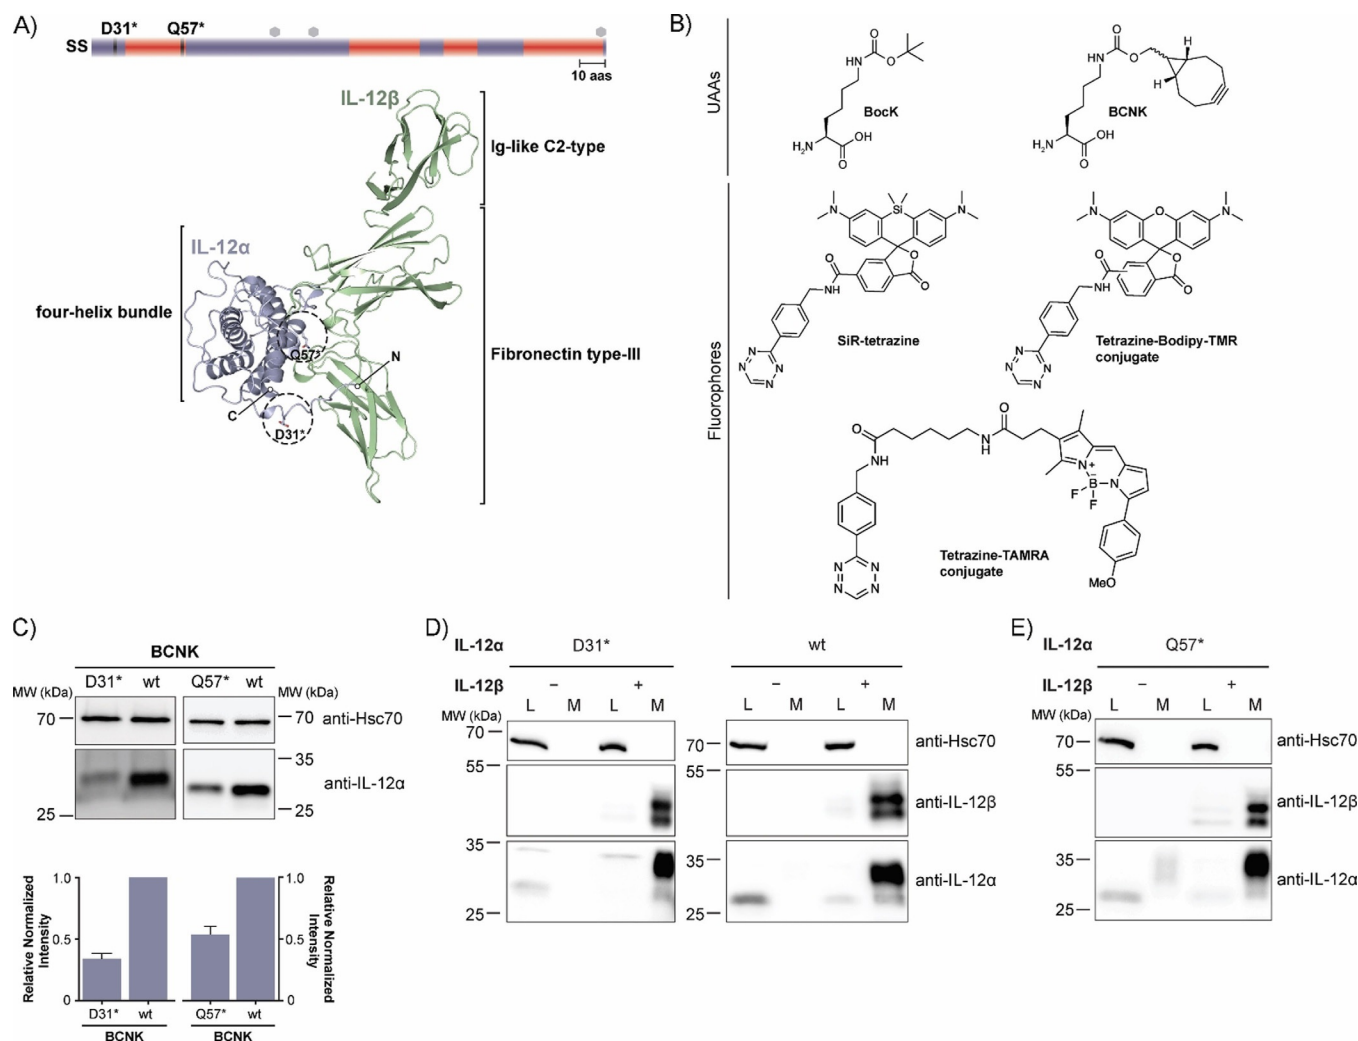 A)
D31*
Q57*
SS
10 aas
IL-12β
Ig-like C2-type
IL-12α
four-helix bundle
Q57*
N
Fibronectin type-III
C
D31*
B)
UAAs
BocK
BCNK
NH
O
O
H₂N
OH
O
NH
O
O
H
H
H₂N
OH
O
Fluorophores
N
Si
N
O
O
O
NH
N
N
N
N
SiR-tetrazine
N
O
N
O
O
O
NH
N
N
N
N
Tetrazine-Bodipy-TMR
conjugate
O
NH
N
H
O
N
+
B
-
N
F
F
MeO
N
N
N
N
Tetrazine-TAMRA
conjugate
C)
BCNK
MW (kDa)
D31*
wt
Q57*
wt
MW (kDa)
70
70
anti-Hsc70
35
anti-IL-12α
25
25
Relative Normalized
Intensity
1.0
0.5
0
D31*
wt
BCNK
Q57*
wt
BCNK
1.0
0.5
0
Relative Normalized
Intensity
D)
IL-12α
D31*
wt
IL-12β
−
+
−
+
MW (kDa)
L
M
L
M
L
M
L
M
70
70
anti-Hsc70
55
55
anti-IL-12β
35
35
anti-IL-12α
25
25
E)
IL-12α
Q57*
IL-12β
−
+
MW (kDa)
L
M
L
M
70
anti-Hsc70
55
anti-IL-12β
35
anti-IL-12α
25